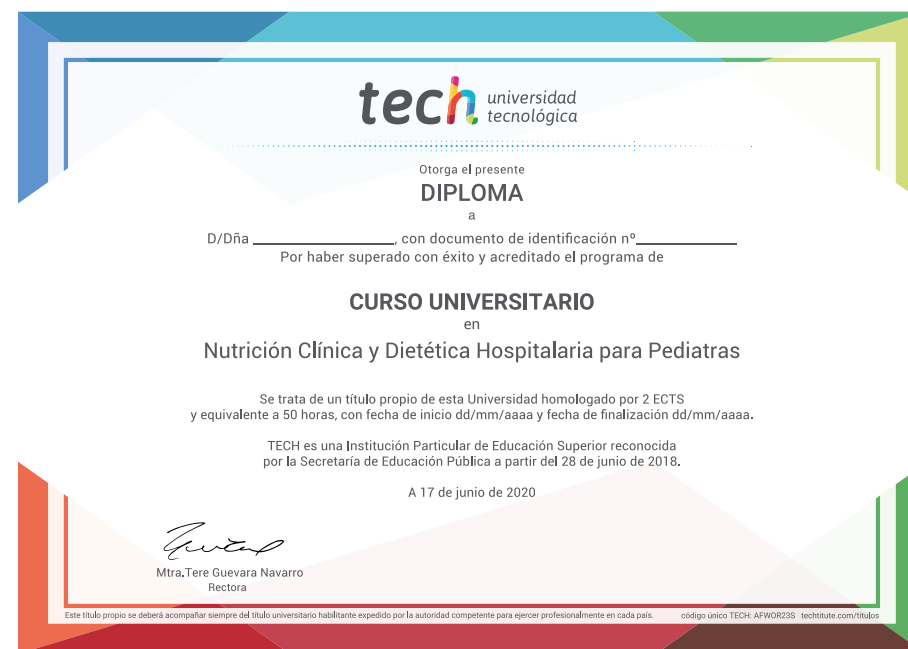 tech universidad
tecnológica
Otorga el presente
DIPLOMA
a
D/Dña ____________________, con documento de identificación nº______________
Por haber superado con éxito y acreditado el programa de
CURSO UNIVERSITARIO
en
Nutrición Clínica y Dietética Hospitalaria para Pediatras
Se trata de un título propio de esta Universidad homologado por 2 ECTS
y equivalente a 50 horas, con fecha de inicio dd/mm/aaaa y fecha de finalización dd/mm/aaaa.
TECH es una Institución Particular de Educación Superior reconocida
por la Secretaría de Educación Pública a partir del 28 de junio de 2018.
A 17 de junio de 2020
Mtra.Tere Guevara Navarro
Rectora
Este título propio se deberá acompañar siempre del título universitario habilitante expedido por la autoridad competente para ejercer profesionalmente en cada país. código único TECH: AFWOR23S techtitute.com/titulos